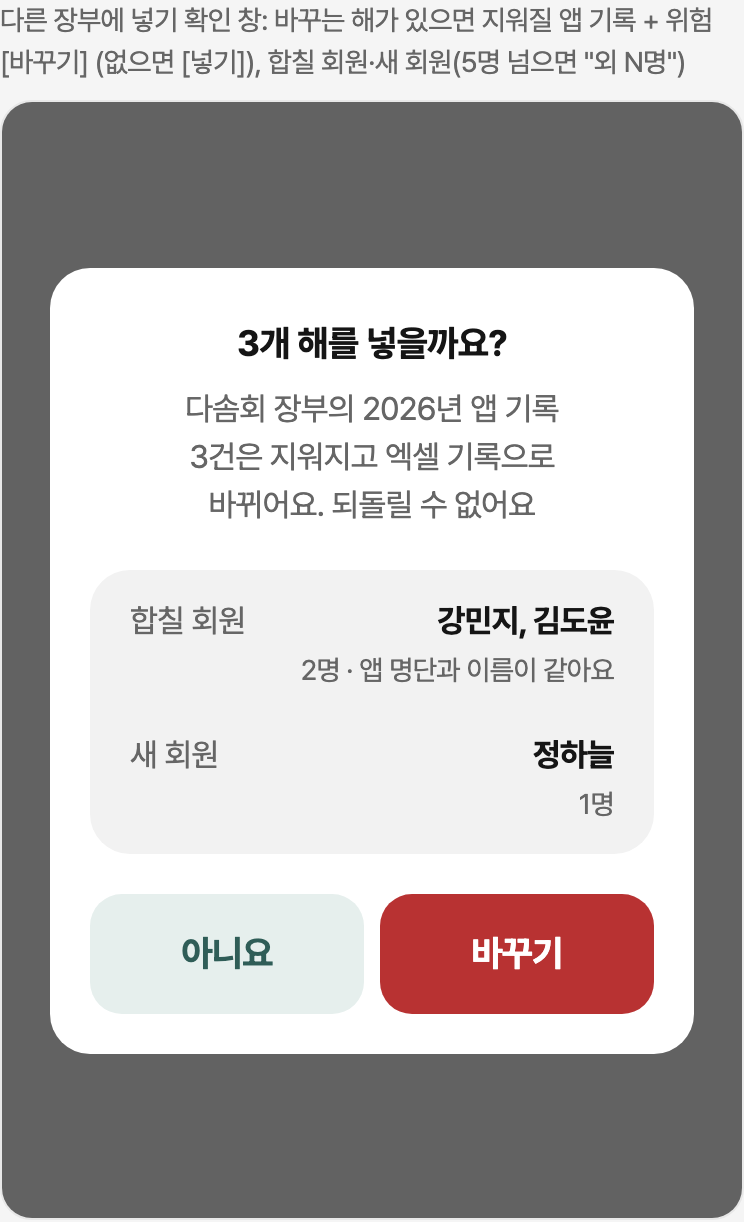 다른 장부에 넣기 확인 창: 바꾸는 해가 있으면 지워질 앱 기록 + 위험
[바꾸기] (없으면 [넣기]), 합칠 회원·새 회원(5명 넘으면 "외 N명")
3개 해를 넣을까요?
다솜회 장부의 2026년 앱 기록
3건은 지워지고 엑셀 기록으로
바뀌어요. 되돌릴 수 없어요
합칠 회원 강민지, 김도윤
2명 · 앱 명단과 이름이 같아요
새 회원 정하늘
1명
아니요 바꾸기